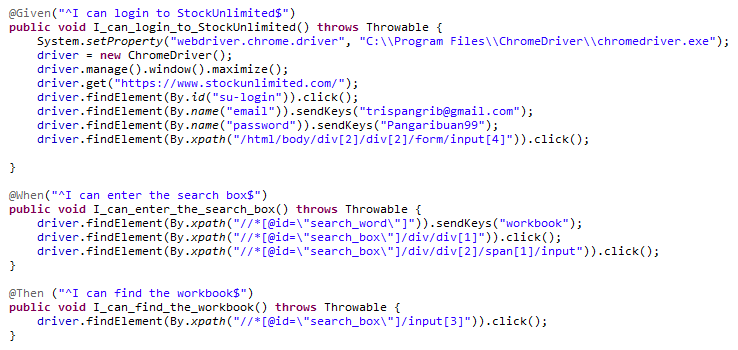 @Given("^I can login to StockUnlimited$")
public void I_can_login_to_StockUnlimited() throws Throwable {
System.setProperty("webdriver.chrome.driver", "C:\\Program Files\\ChromeDriver\\chromedriver.exe");
driver = new ChromeDriver();
driver.manage().window().maximize();
driver.get("https://www.stockunlimited.com/");
driver.findElement(By.id("su-login")).click();
driver.findElement(By.name("email")).sendKeys("trispangrib@gmail.com");
driver.findElement(By.name("password")).sendKeys("Pangaribuan99");
driver.findElement(By.xpath("/html/body/div[2]/div[2]/form/input[4]")).click();
}
@When("^I can enter the search box$")
public void I_can_enter_the_search_box() throws Throwable {
driver.findElement(By.xpath("//*[@id=\"search_word\"]")).sendKeys("workbook");
driver.findElement(By.xpath("//*[@id=\"search_box\"]/div/div[1]")).click();
driver.findElement(By.xpath("//*[@id=\"search_box\"]/div/div[2]/span[1]/input")).click();
}
@Then ("^I can find the workbook$")
public void I_can_find_the_workbook() throws Throwable {
driver.findElement(By.xpath("//*[@id=\"search_box\"]/input[3]")).click();
}